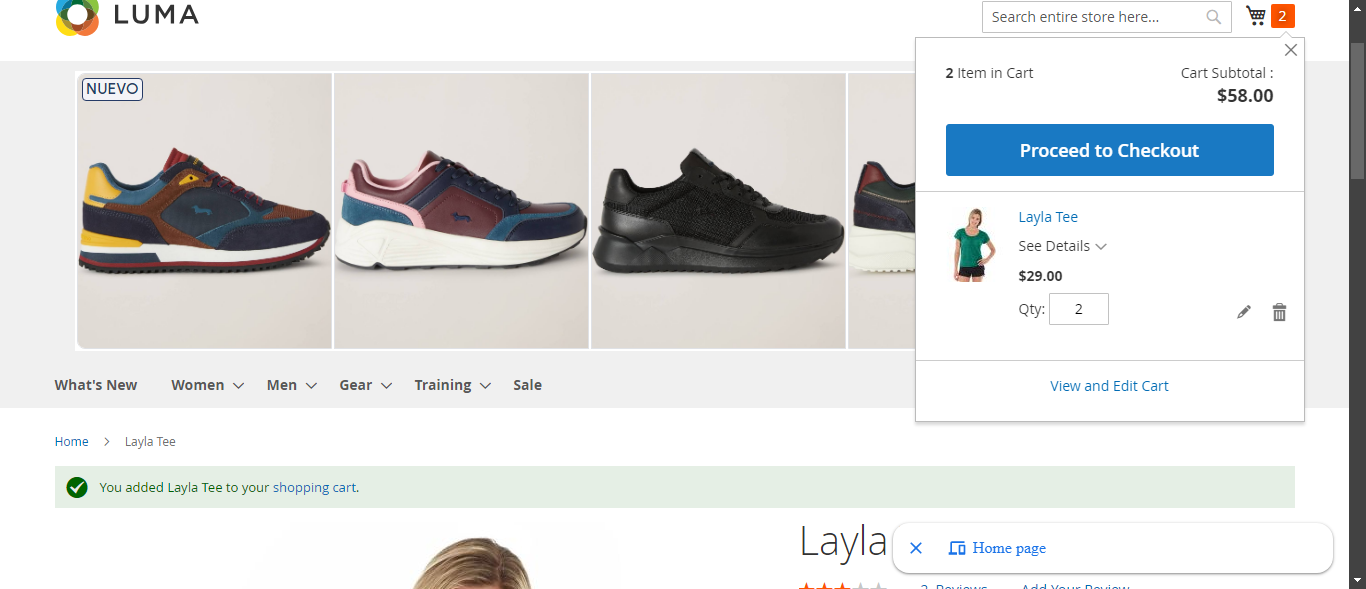 LUMA
Search entire store here...
2
2 Item in Cart
Cart Subtotal :
$58.00
Proceed to Checkout
NUEVO
Layla Tee
See Details
$29.00
Qty: 2
View and Edit Cart
What's New Women Men Gear Training Sale
Home > Layla Tee
You added Layla Tee to your shopping cart.
Layla
Home page
2 Reviews Add Your Review